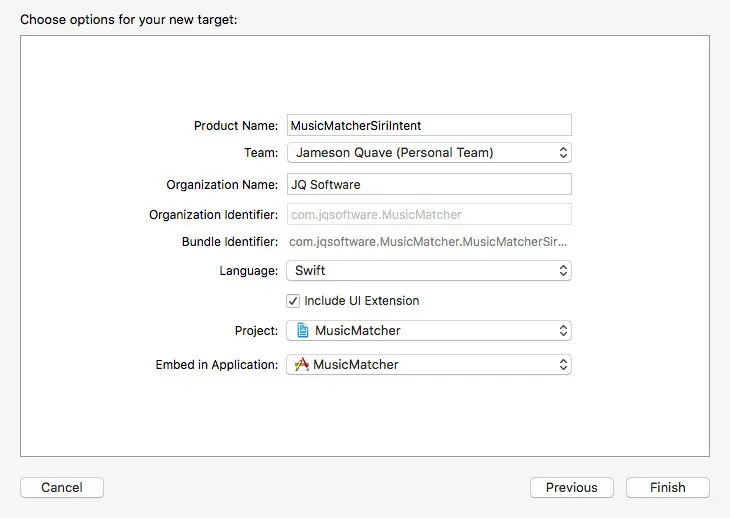 Choose options for your new target:
Product Name: MusicMatcherSiriIntent
Team: Jameson Quave (Personal Team)
Organization Name: JQ Software
Organization Identifier: com.jqsoftware.MusicMatcher
Bundle Identifier: com.jqsoftware.MusicMatcher.MusicMatcherSir...
Language: Swift
Include UI Extension
Project: MusicMatcher
Embed in Application: MusicMatcher
Cancel Previous Finish